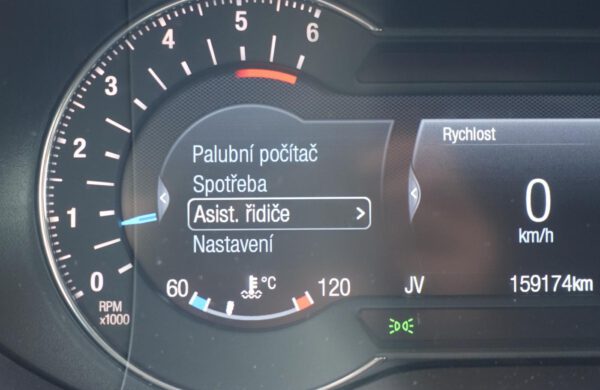 0
1
2
3
4
5
6
RPM
x1000
Palubní počítač
Spotřeba
Asist. řidiče
Nastavení
60
°C
120
Rychlost
0
km/h
JV
159174km